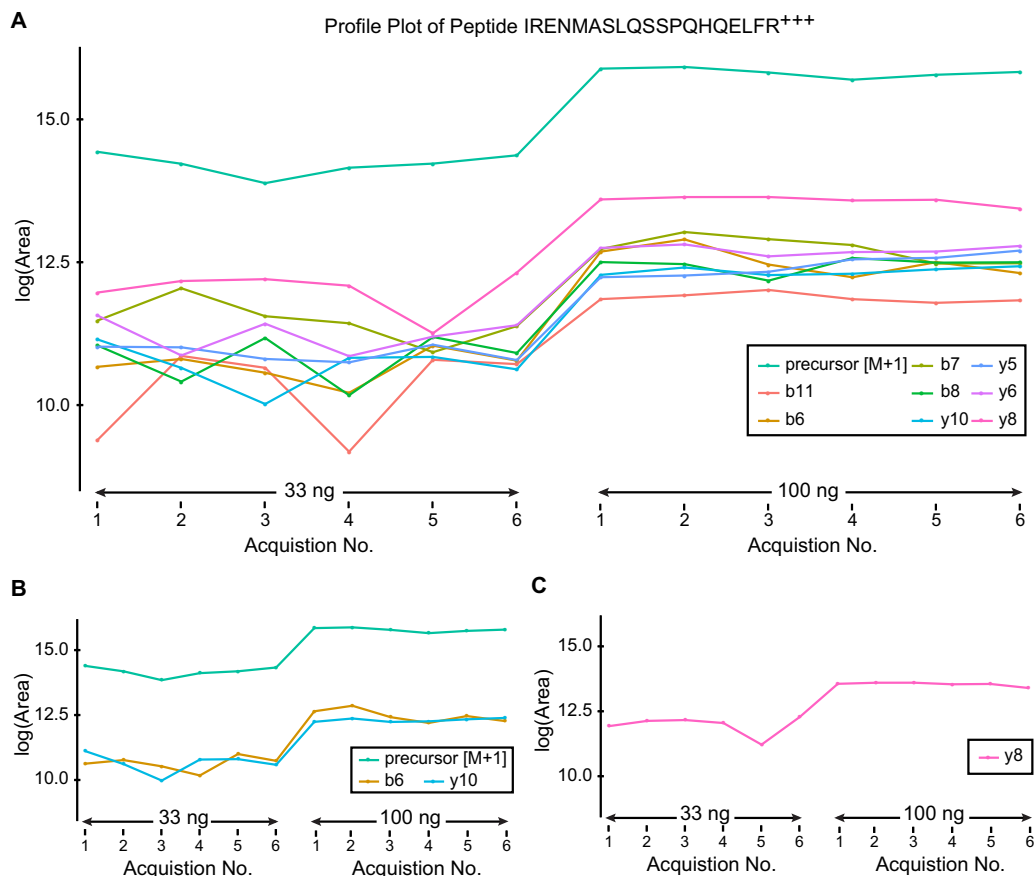 A
Profile Plot of Peptide IRENMASLQSSPQHQELFR+++
15.0
12.5
10.0
log(Area)
precursor [M+1]
b11
b6
b7
b8
y10
y5
y6
y8
33 ng
100 ng
1 2 3 4 5 6
1 2 3 4 5 6
Acquistion No.
Acquistion No.
B
15.0
12.5
10.0
log(Area)
precursor [M+1]
b6
y10
33 ng
100 ng
1 2 3 4 5 6
1 2 3 4 5 6
Acquistion No.
Acquistion No.
C
15.0
12.5
10.0
log(Area)
y8
33 ng
100 ng
1 2 3 4 5 6
1 2 3 4 5 6
Acquistion No.
Acquistion No.